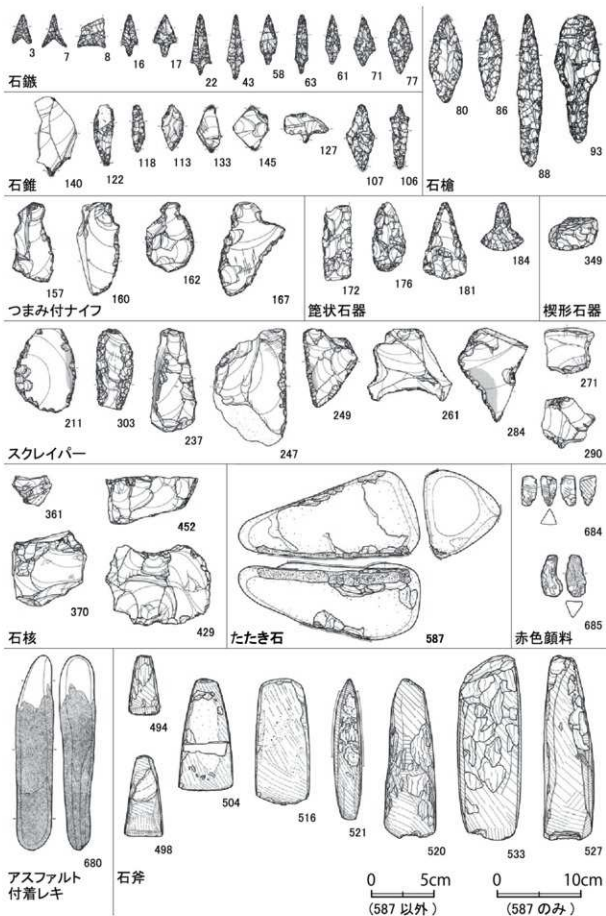 3 7 8 16 17 22 43 58 63 61 71 77
石鏃
140 122 118 113 133 145 127 107 106
石錐
80 86 88 93
石槍
157 160 162 167
つまみ付ナイフ
172 176 181 184
箆状石器
349
楔形石器
211 303 237 247 249 261 284 271 290
スクレイパー
361 452
370 429
石核
587
たたき石
684
685
赤色顔料
680
アスファルト
付着レキ
494 504 516 521 520 533 527
498
石斧
0 5cm
(587 以外)
0 10cm
(587 のみ)